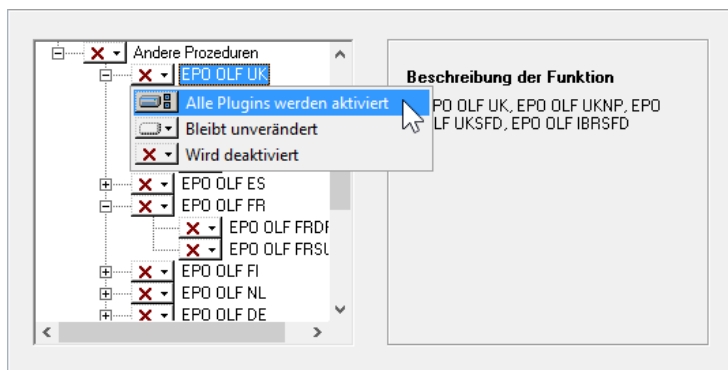 Andere Prozeduren
EPO OLF UK
Alle Plugins werden aktiviert
Bleibt unverändert
Wird deaktiviert
EPO OLF ES
EPO OLF FR
EPO OLF FRDF
EPO OLF FRSU
EPO OLF FI
EPO OLF NL
EPO OLF DE
Beschreibung der Funktion
PO OLF UK, EPO OLF UKNP, EPO
LF UKSFD, EPO OLF IBRSFD